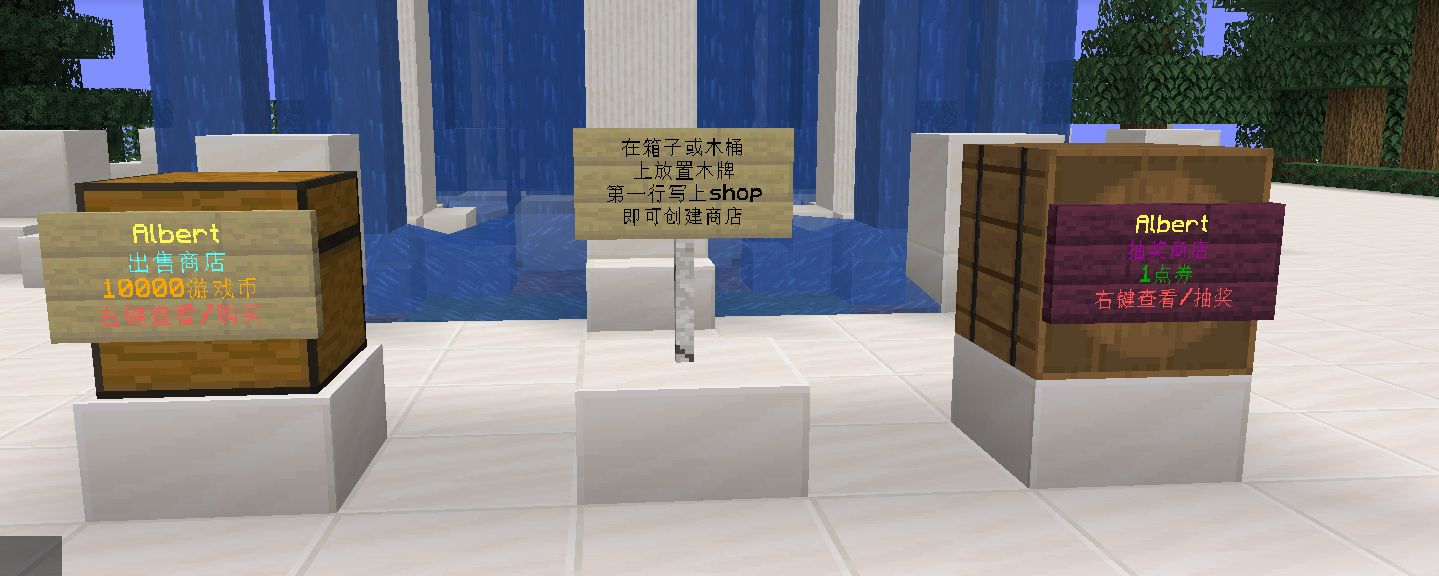 Albert
出售商店
10000游戏币
右键查看/购买
在箱子或木桶
上放置木牌
第一行写上shop
即可创建商店
Albert
抽奖商店
1点券
右键查看/抽奖